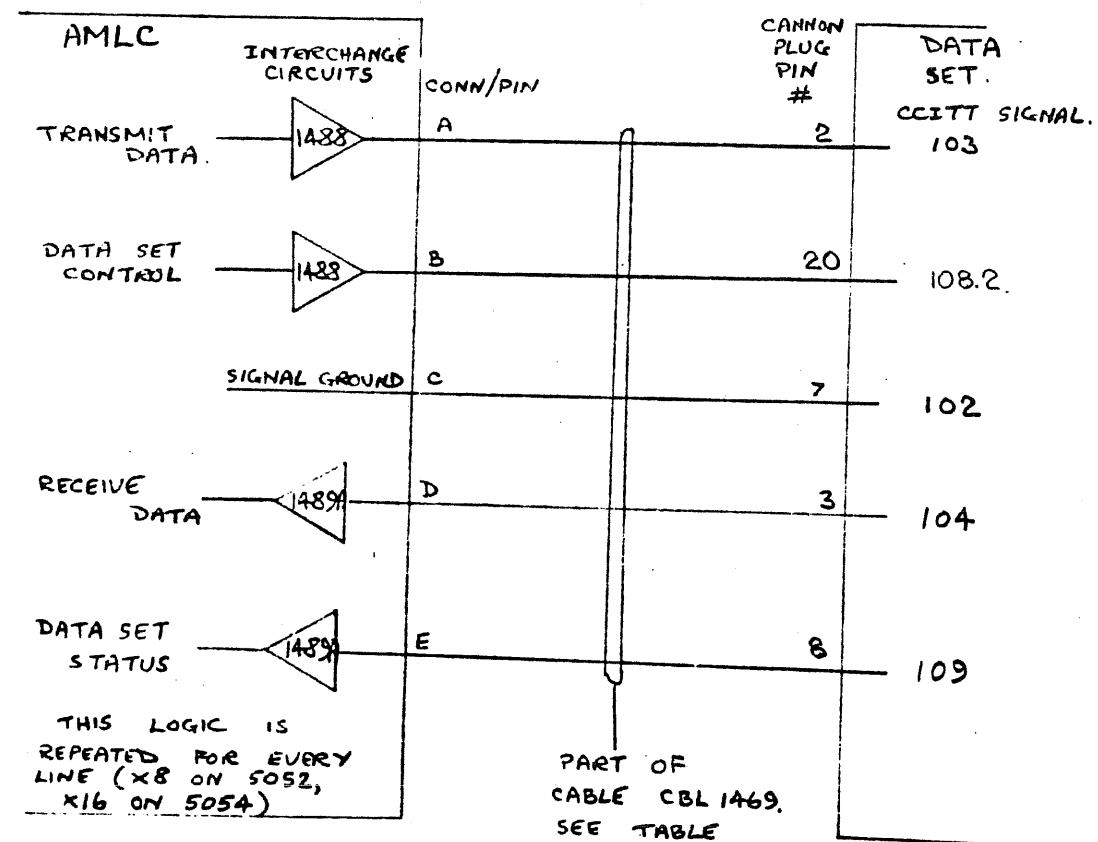 AMLC
INTERCHANGE
CIRCUITS
CONN/PIN
CANNON
PLUG
PIN
#
DATA
SET.
CCITT SIGNAL.
TRANSMIT
DATA.
1488
A
2
103
DATA SET
CONTROL
1488
B
20
108.2.
SIGNAL GROUND
C
7
102
RECEIVE
DATA
1489A
D
3
104
DATA SET
STATUS
1489A
E
8
109
THIS LOGIC IS
REPEATED FOR EVERY
LINE (X8 ON 5052,
X16 ON 5054)
PART OF
CABLE CBL 1469.
SEE TABLE